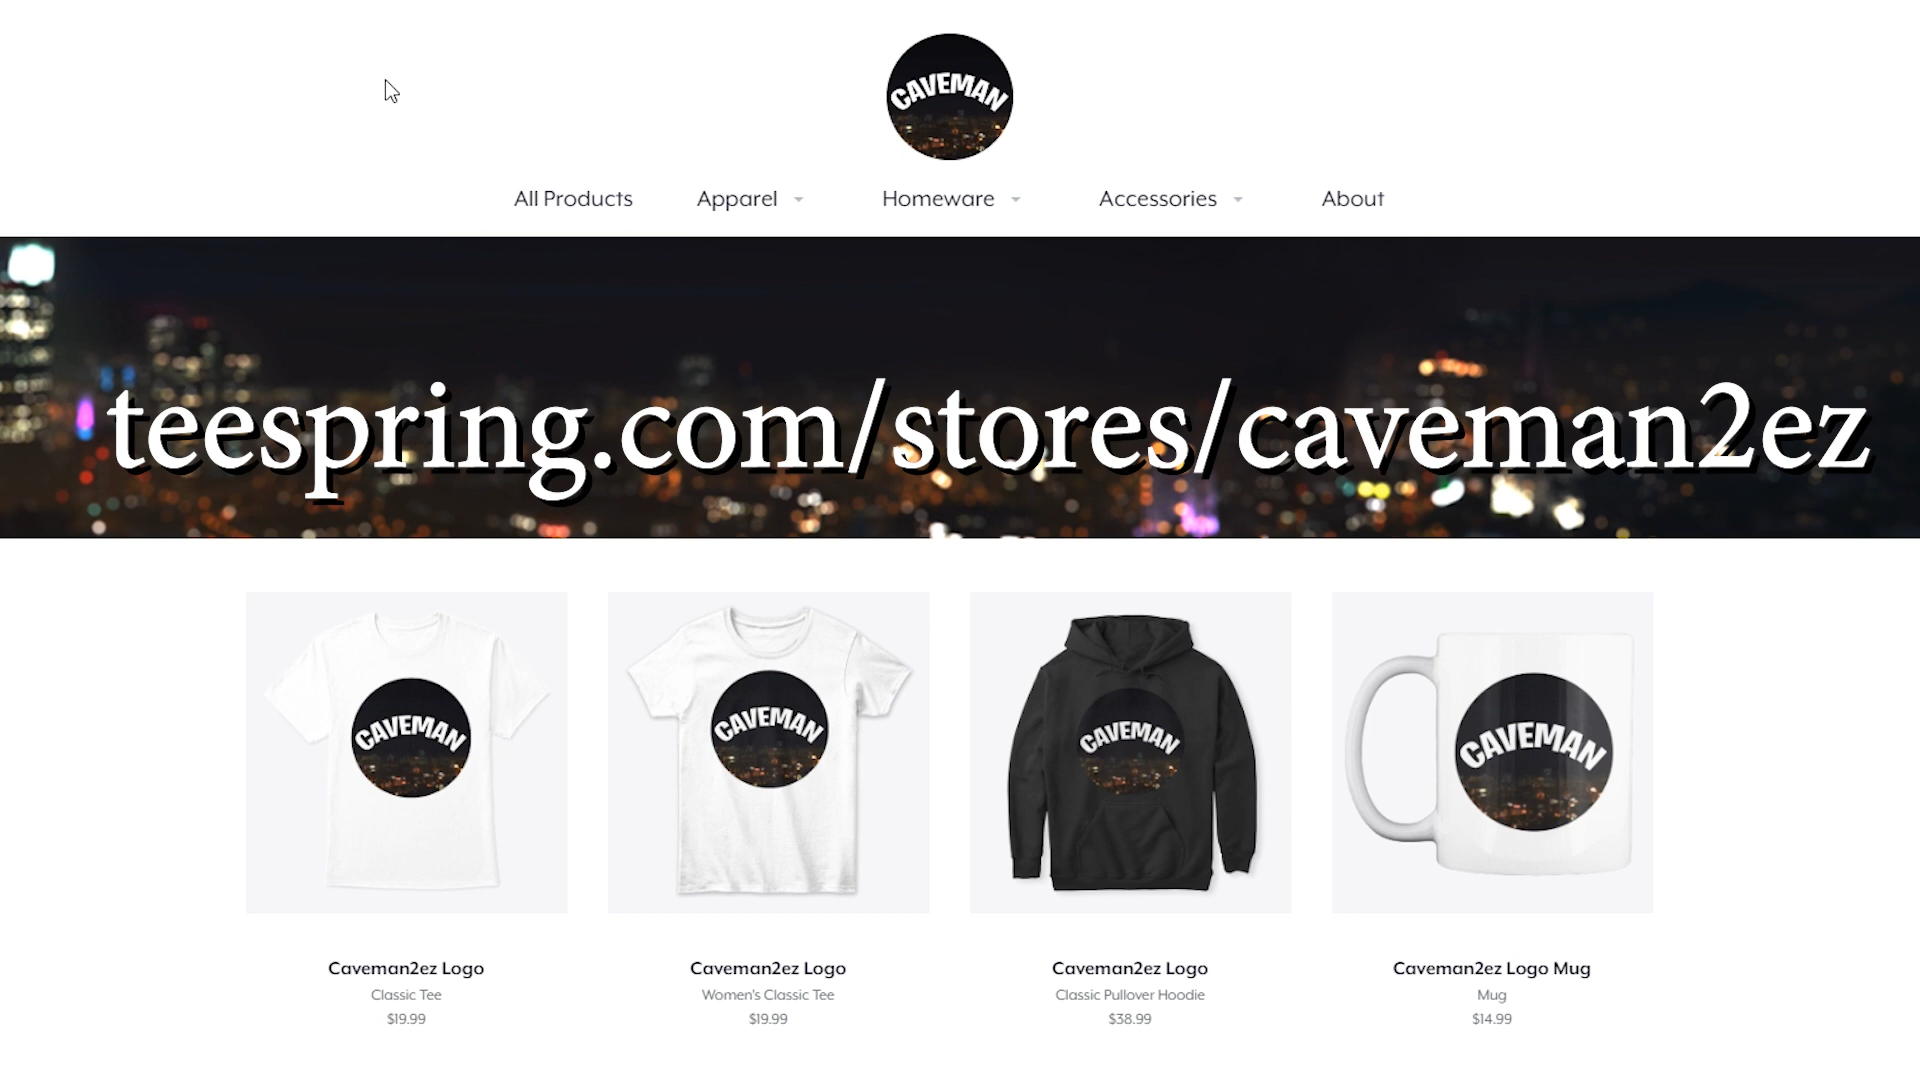 CAVEMAN
All Products Apparel Homeware Accessories About
teespring.com/stores/caveman2ez
CAVEMAN CAVEMAN CAVEMAN CAVEMAN
Caveman2ez Logo Caveman2ez Logo Caveman2ez Logo Caveman2ez Logo Mug
Classic Tee Women's Classic Tee Classic Pullover Hoodie Mug
$19.99 $19.99 $38.99 $14.99